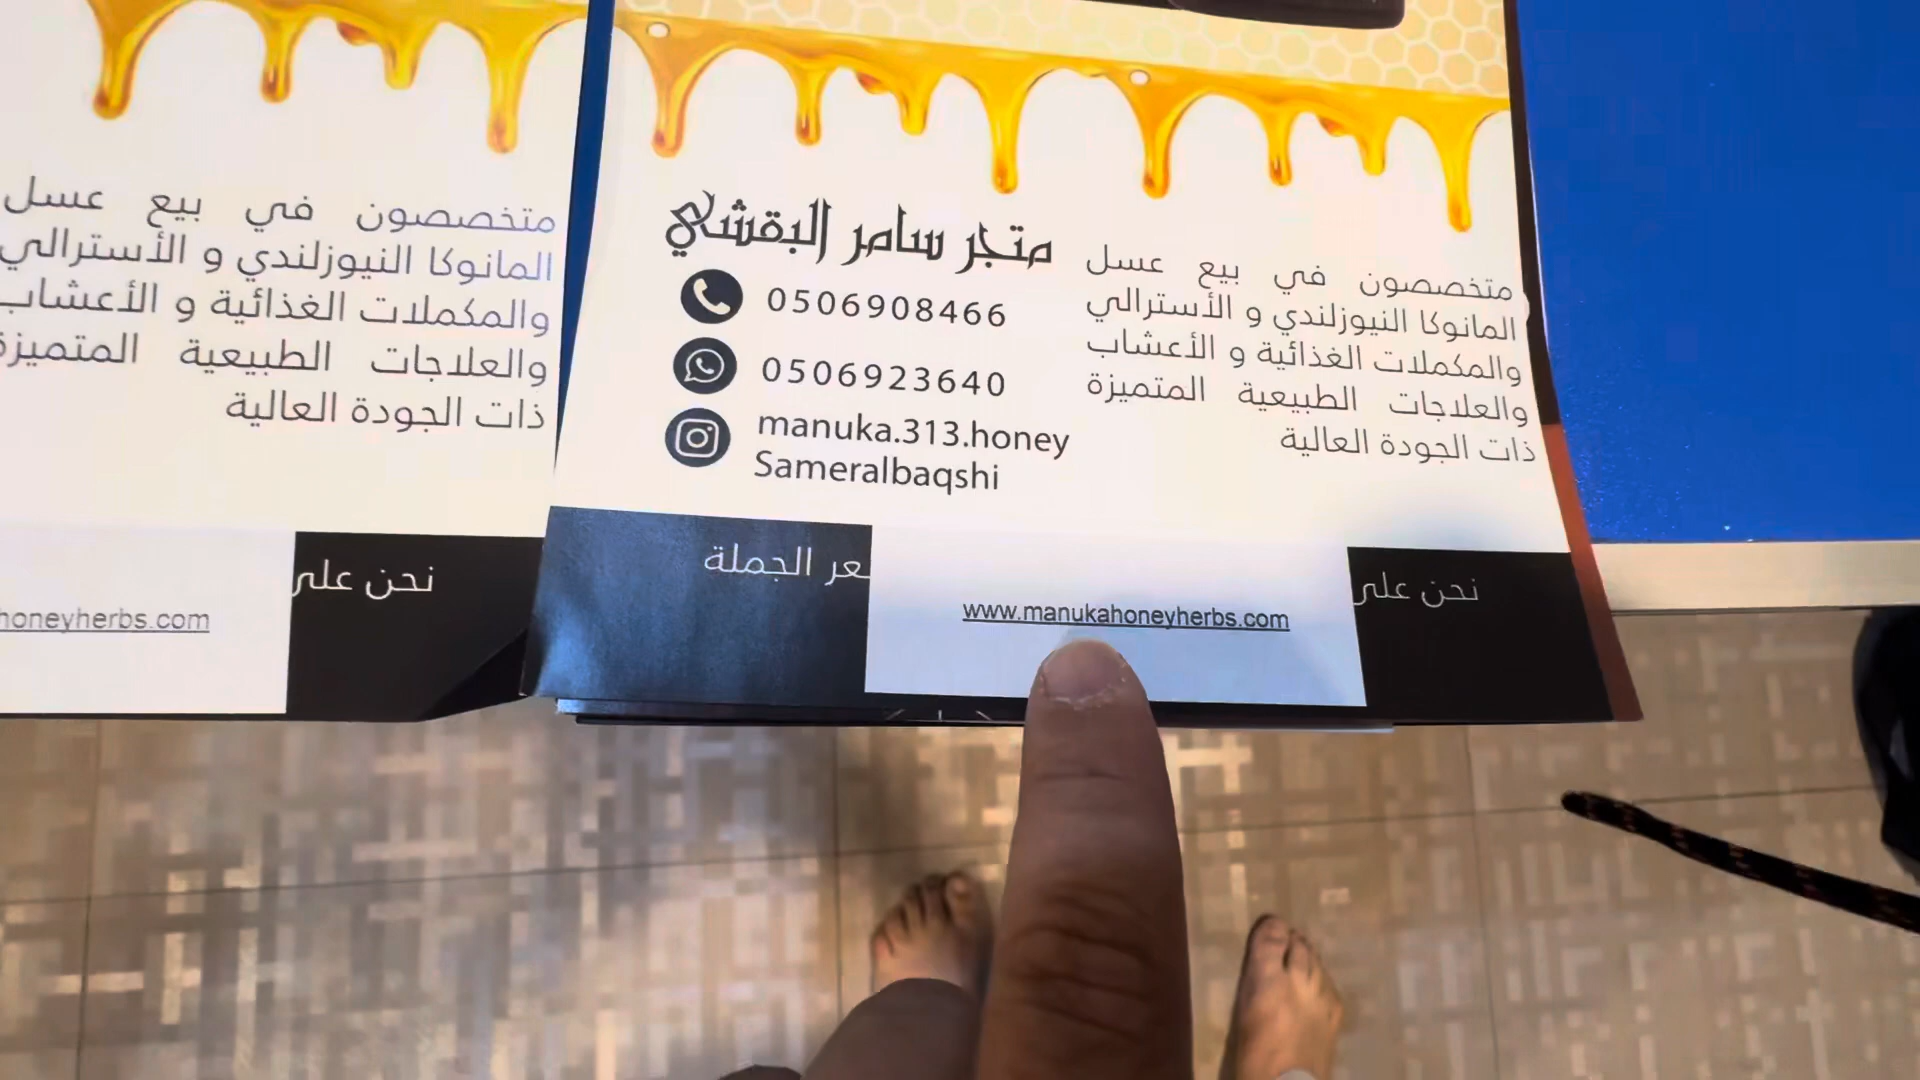 متخصصون في بيع عسل
المانوكا النيوزلندي و الأسترالي
والمكملات الغذائية و الأعشاب
والعلاجات الطبيعية المتميزة
ذات الجودة العالية
نحن على
honeyherbs.com
متجر سامر البقشي
0506908466
0506923640
manuka.313.honey
Sameralbaqshi
متخصصون في بيع عسل
المانوكا النيوزلندي و الأسترالي
والمكملات الغذائية و الأعشاب
والعلاجات الطبيعية المتميزة
ذات الجودة العالية
نحن على
www.manukahoneyherbs.com
الجملة